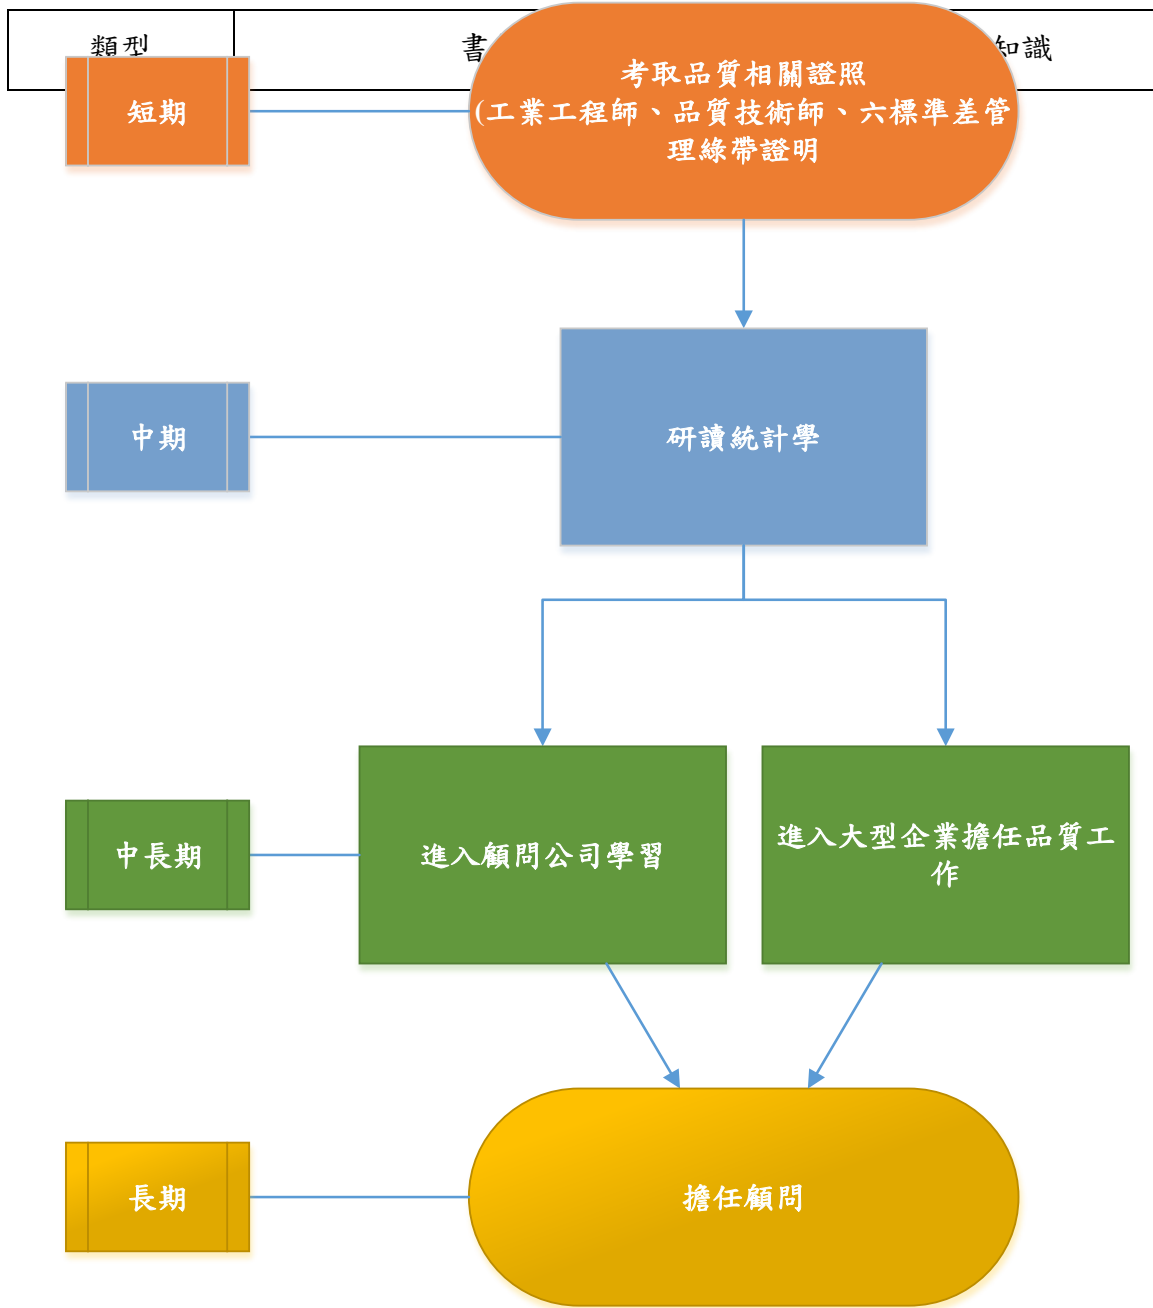 類型
書
知識
短期
考取品質相關證照
(工業工程師、品質技術師、六標準差管
理綠帶證明
中期
研讀統計學
中長期
進入顧問公司學習
進入大型企業擔任品質工
作
長期
擔任顧問